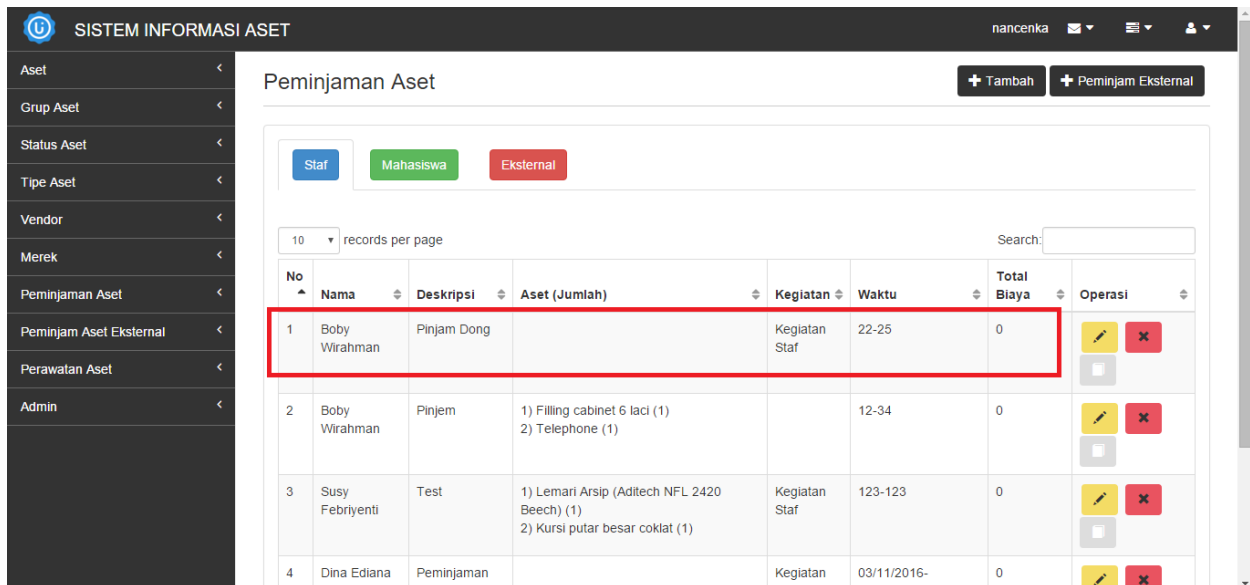 SISTEM INFORMASI ASET
nancenka
Aset
Grup Aset
Status Aset
Tipe Aset
Vendor
Merek
Peminjaman Aset
Peminjam Aset Eksternal
Perawatan Aset
Admin
Peminjaman Aset
Tambah
Peminjam Eksternal
Staf
Mahasiswa
Eksternal
10 records per page
Search:
No Nama Deskripsi Aset (Jumlah) Kegiatan Waktu Total Biaya Operasi
1 Boby Wirahman Pinjam Dong Kegiatan Staf 22-25 0
2 Boby Wirahman Pinjem 1) Filling cabinet 6 laci (1)
2) Telephone (1) 12-34 0
3 Susy Febriyenti Test 1) Lemari Arsip (Aditech NFL 2420 Beech) (1)
2) Kursi putar besar coklat (1) Kegiatan Staf 123-123 0
4 Dina Ediana Peminjaman Kegiatan 03/11/2016- 0